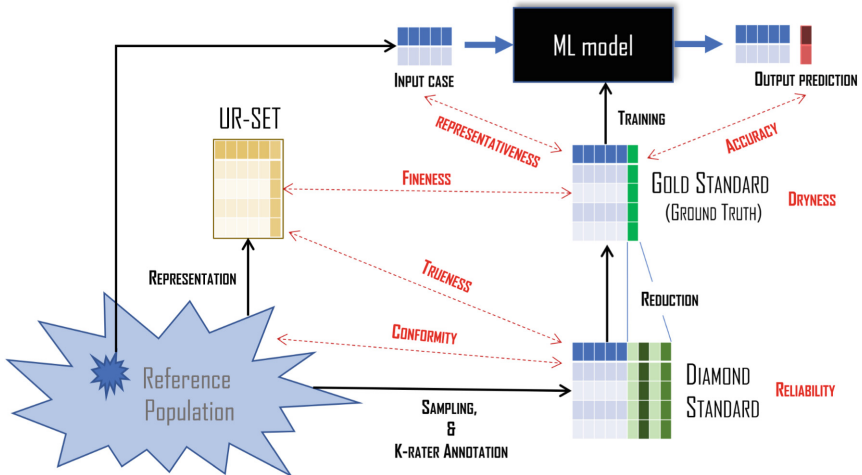 ML MODEL
INPUT CASE
OUTPUT PREDICTION
UR-SET
REPRESENTATIVENESS
TRAINING
ACCURACY
FINENESS
GOLD STANDARD
(GROUND TRUTH)
DRYNESS
REPRESENTATION
TRUENESS
REDUCTION
CONFORMITY
Reference
Population
DIAMOND
STANDARD
RELIABILITY
SAMPLING,
&
K-RATER ANNOTATION